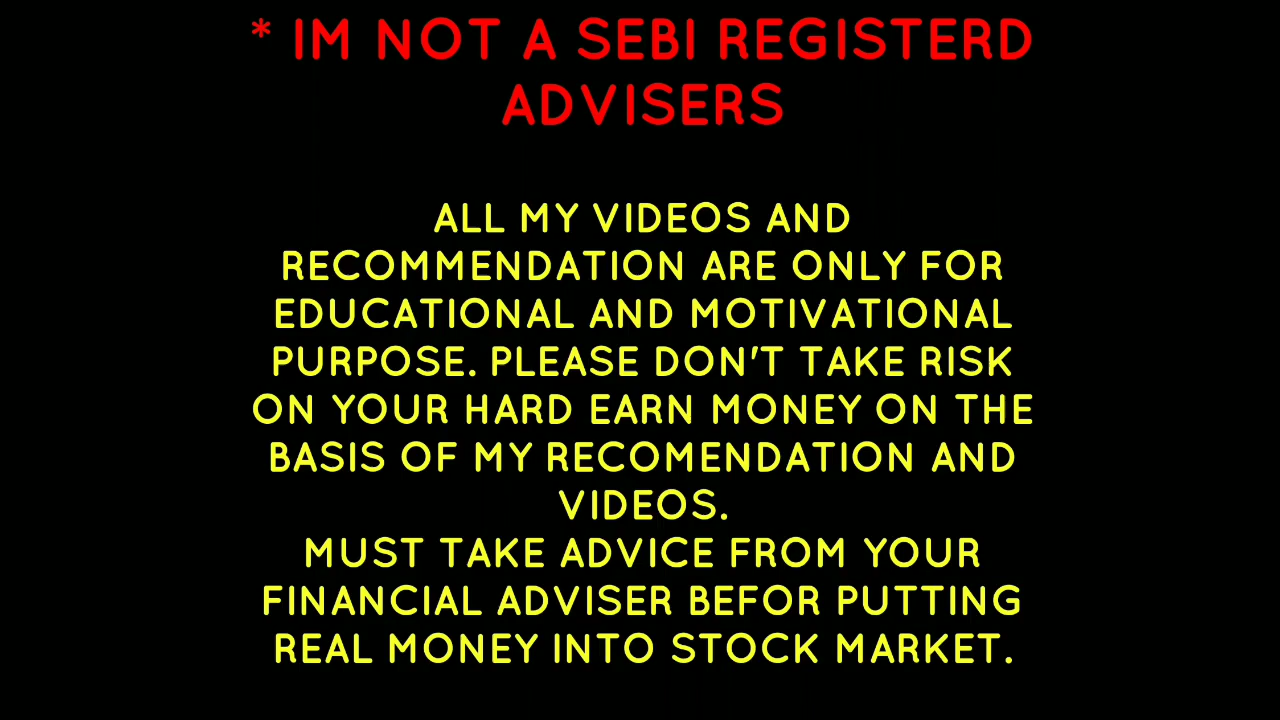 * IM NOT A SEBI REGISTERD
ADVISERS
ALL MY VIDEOS AND
RECOMMENDATION ARE ONLY FOR
EDUCATIONAL AND MOTIVATIONAL
PURPOSE. PLEASE DON'T TAKE RISK
ON YOUR HARD EARN MONEY ON THE
BASIS OF MY RECOMENDATION AND
VIDEOS.
MUST TAKE ADVICE FROM YOUR
FINANCIAL ADVISER BEFOR PUTTING
REAL MONEY INTO STOCK MARKET.